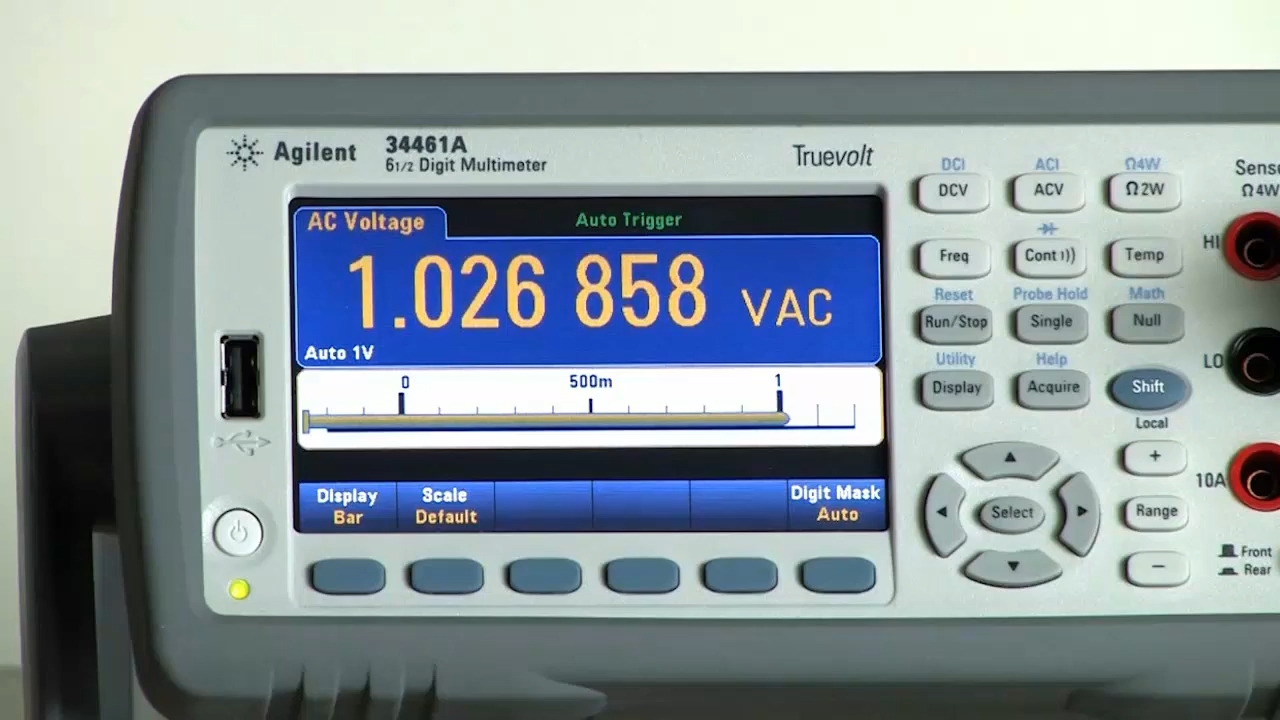 Agilent
34461A
6 1/2 Digit Multimeter
Truevolt
AC Voltage
Auto Trigger
1.026 858 VAC
Auto 1V
0 500m 1
Display
Bar
Scale
Default
Digit Mask
Auto
DCI ACI Ω4W
DCV ACV Ω2W
Freq Cont Temp
Reset Probe Hold Math
Run/Stop Single Null
Utility Help
Display Acquire Shift
Local
+
Select Range
−
Ω4W
HI
LO
10A
Front
Rear